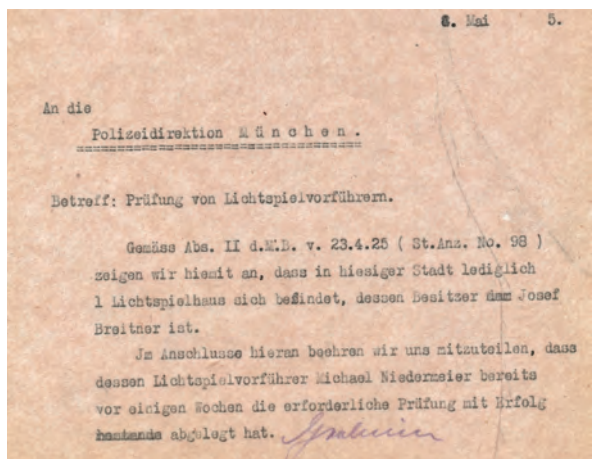 8. Mai 5.
An die
Polizeidirektion München.
Betreff: Prüfung von Lichtspielvorführern.
Gemäss Abs. II d.M.B. v. 23.4.25 ( St.Anz. No. 98 )
zeigen wir hiemit an, dass in hiesiger Stadt lediglich
1 Lichtspielhaus sich befindet, dessen Besitzer Josef
Breitner ist.
Jm Anschlusse hieran beehren wir uns mitzuteilen, dass
dessen Lichtspielvorführer Michael Niedermeier bereits
vor einigen Wochen die erforderliche Prüfung mit Erfolg
abgelegt hat.